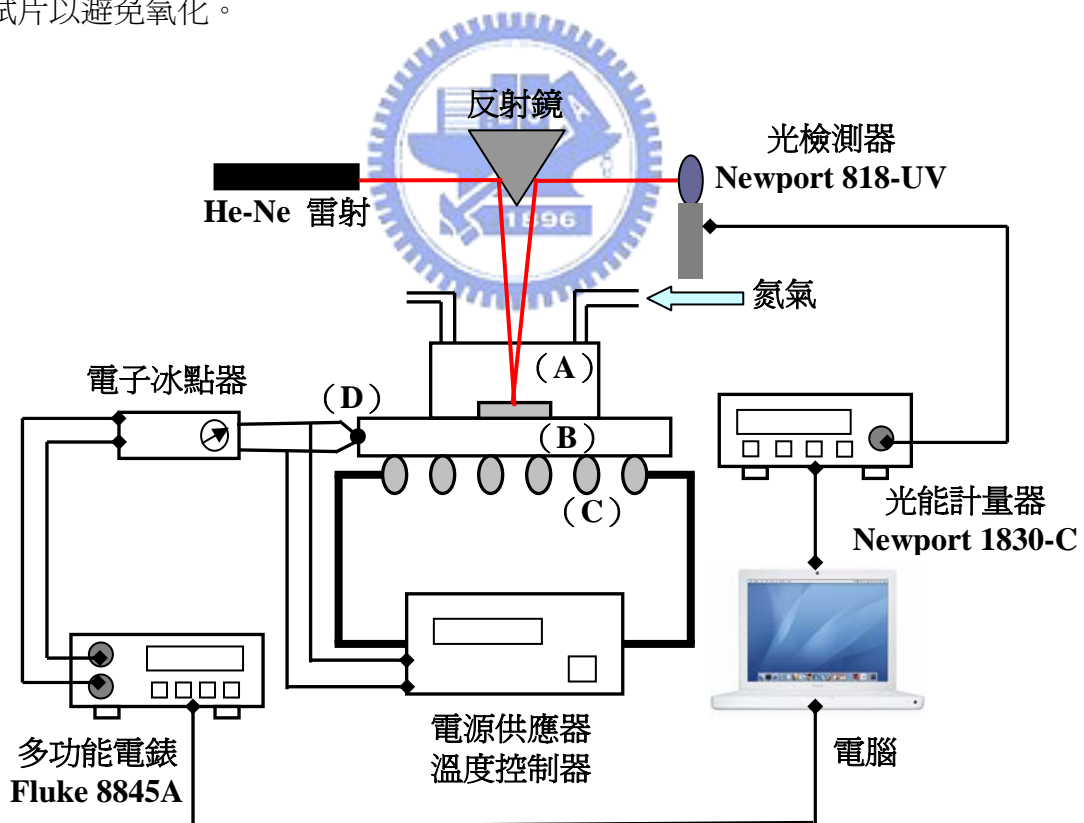 試片以避免氧化。
反射鏡
光檢測器
Newport 818-UV
He-Ne 雷射
1896
氮氣
(A)
電子冰點器
(D)
(B)
(C)
光能計量器
Newport 1830-C
電源供應器
溫度控制器
多功能電錶
Fluke 8845A
電腦